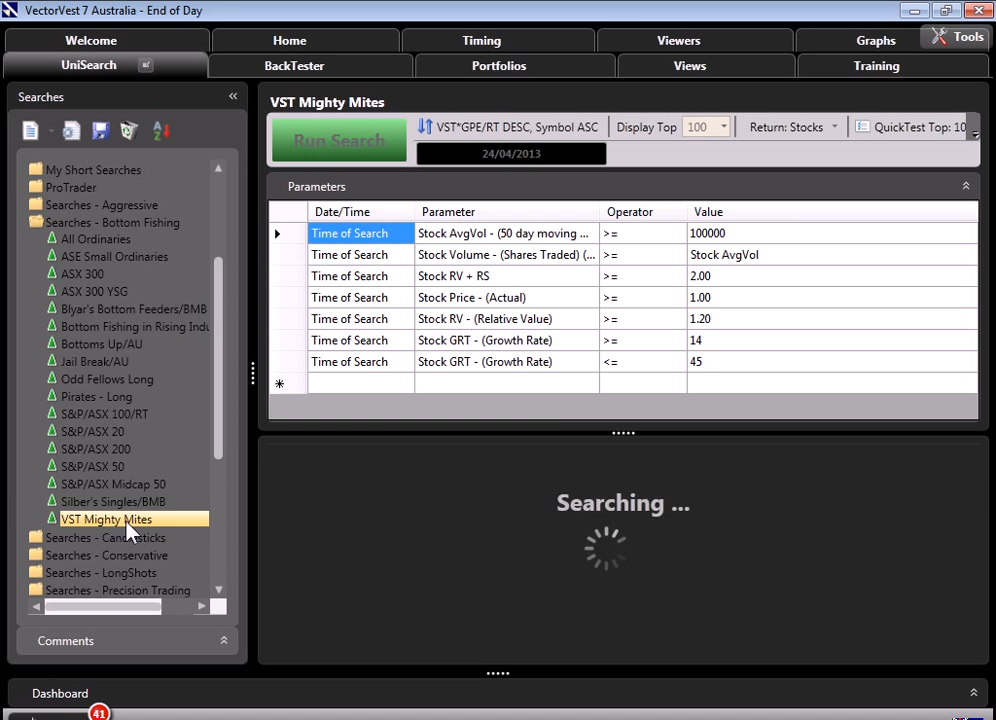 VectorVest 7 Australia - End of Day
Welcome Home Timing Viewers Graphs Tools
UniSearch BackTester Portfolios Views Training
Searches
My Short Searches
ProTrader
Searches - Aggressive
Searches - Bottom Fishing
All Ordinaries
ASE Small Ordinaries
ASX 300
ASX 300 YSG
Blyar's Bottom Feeders/BMB
Bottom Fishing in Rising Indu
Bottoms Up/AU
Jail Break/AU
Odd Fellows Long
Pirates - Long
S&P/ASX 100/RT
S&P/ASX 20
S&P/ASX 200
S&P/ASX 50
S&P/ASX Midcap 50
Silber's Singles/BMB
VST Mighty Mites
Searches - Candlesticks
Searches - Conservative
Searches - LongShots
Searches - Precision Trading
Comments
VST Mighty Mites
Run Search VST*GPE/RT DESC, Symbol ASC Display Top 100 Return: Stocks QuickTest Top: 10
24/04/2013
Parameters
Date/Time Parameter Operator Value
Time of Search Stock AvgVol - (50 day moving ... >= 100000
Time of Search Stock Volume - (Shares Traded) (... >= Stock AvgVol
Time of Search Stock RV + RS >= 2.00
Time of Search Stock Price - (Actual) >= 1.00
Time of Search Stock RV - (Relative Value) >= 1.20
Time of Search Stock GRT - (Growth Rate) >= 14
Time of Search Stock GRT - (Growth Rate) <= 45
Searching ...
Dashboard
41